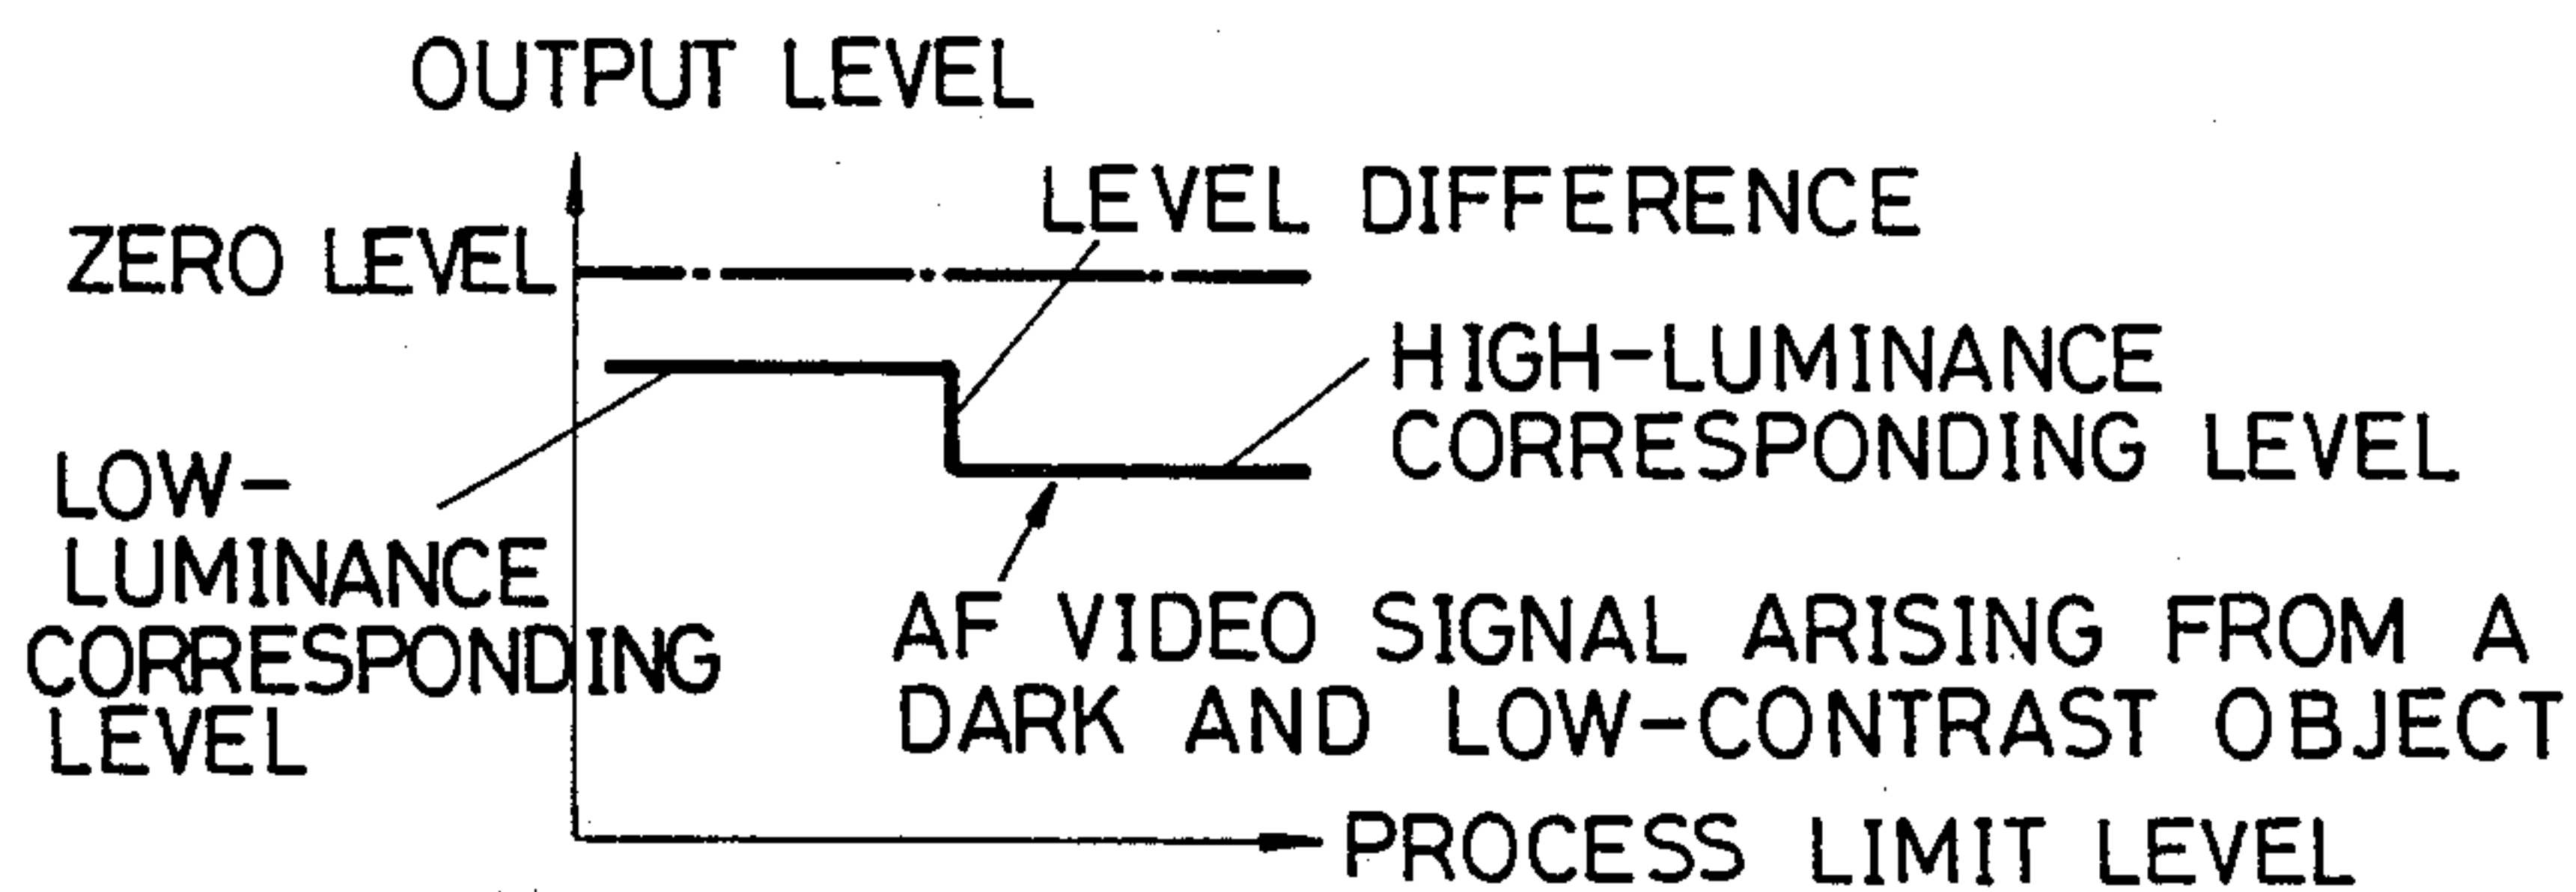 OUTPUT LEVEL
ZERO LEVEL
LEVEL DIFFERENCE
HIGH-LUMINANCE
CORRESPONDING LEVEL
LOW-
LUMINANCE
CORRESPONDING
LEVEL
AF VIDEO SIGNAL ARISING FROM A
DARK AND LOW-CONTRAST OBJECT
PROCESS LIMIT LEVEL